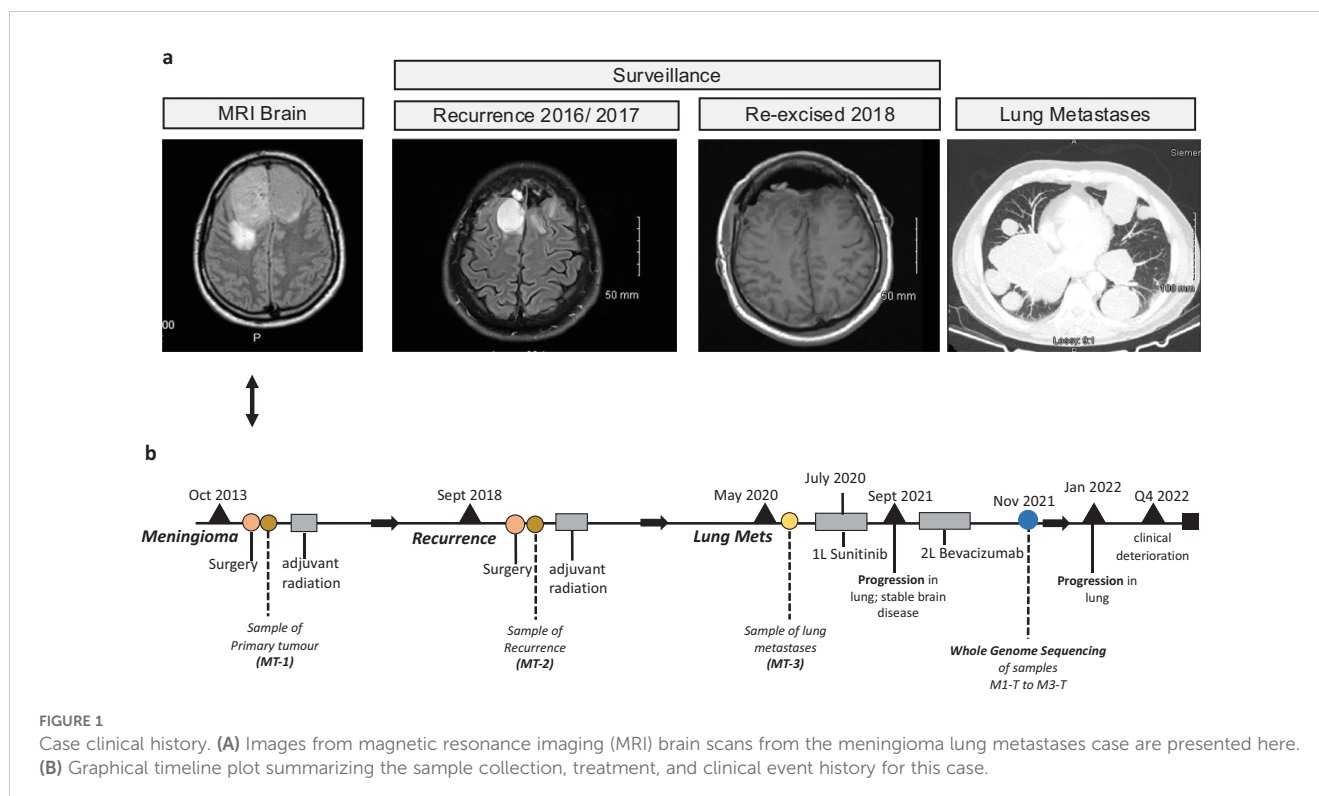 a
Surveillance
MRI Brain
Recurrence 2016/ 2017
Re-excised 2018
Lung Metastases
A
Siemen
50 mm
50 mm
100 mm
00
P
Lossy 9:1
b
Oct 2013
Sept 2018
May 2020
July 2020
Sept 2021
Nov 2021
Jan 2022
Q4 2022
Meningioma
Recurrence
Lung Mets
Surgery
adjuvant
radiation
Surgery
adjuvant
radiation
1L Sunitinib
2L Bevacizumab
clinical
deterioration
Progression in
lung; stable brain
disease
Progression in
lung
Sample of
Primary tumour
(MT-1)
Sample of
Recurrence
(MT-2)
Sample of lung
metastases
(MT-3)
Whole Genome Sequencing
of samples
M1-T to M3-T
FIGURE 1
Case clinical history. (A) Images from magnetic resonance imaging (MRI) brain scans from the meningioma lung metastases case are presented here.
(B) Graphical timeline plot summarizing the sample collection, treatment, and clinical event history for this case.